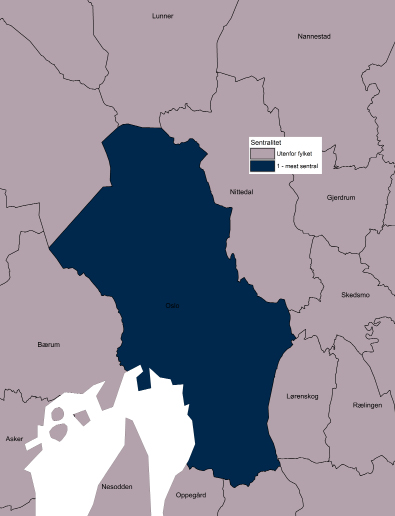 Lunner
Nannestad
Sentralitet
Utenfor fylket
1 - mest sentral
Nittedal
Gjerdrum
Skedsmo
Oslo
Bærum
Lørenskog
Rælingen
Asker
Nesodden
Oppegård